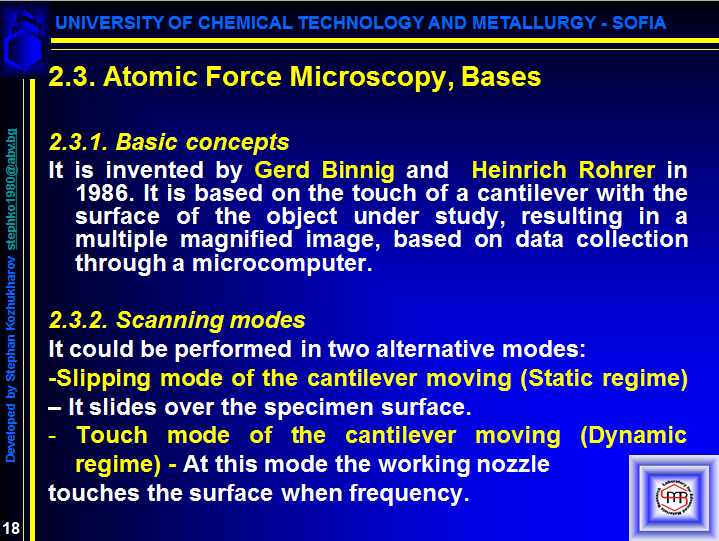 UNIVERSITY OF CHEMICAL TECHNOLOGY AND METALLURGY - SOFIA
2.3. Atomic Force Microscopy, Bases
2.3.1. Basic concepts
It is invented by Gerd Binnig and Heinrich Rohrer in
1986. It is based on the touch of a cantilever with the
surface of the object under study, resulting in a
multiple magnified image, based on data collection
through a microcomputer.
2.3.2. Scanning modes
It could be performed in two alternative modes:
-Slipping mode of the cantilever moving (Static regime)
– It slides over the specimen surface.
- Touch mode of the cantilever moving (Dynamic
regime) - At this mode the working nozzle
touches the surface when frequency.
Developed by Stephan Kozhukharov stephko1980@abv.bg
18
Laboratory for Advanced Materials Research